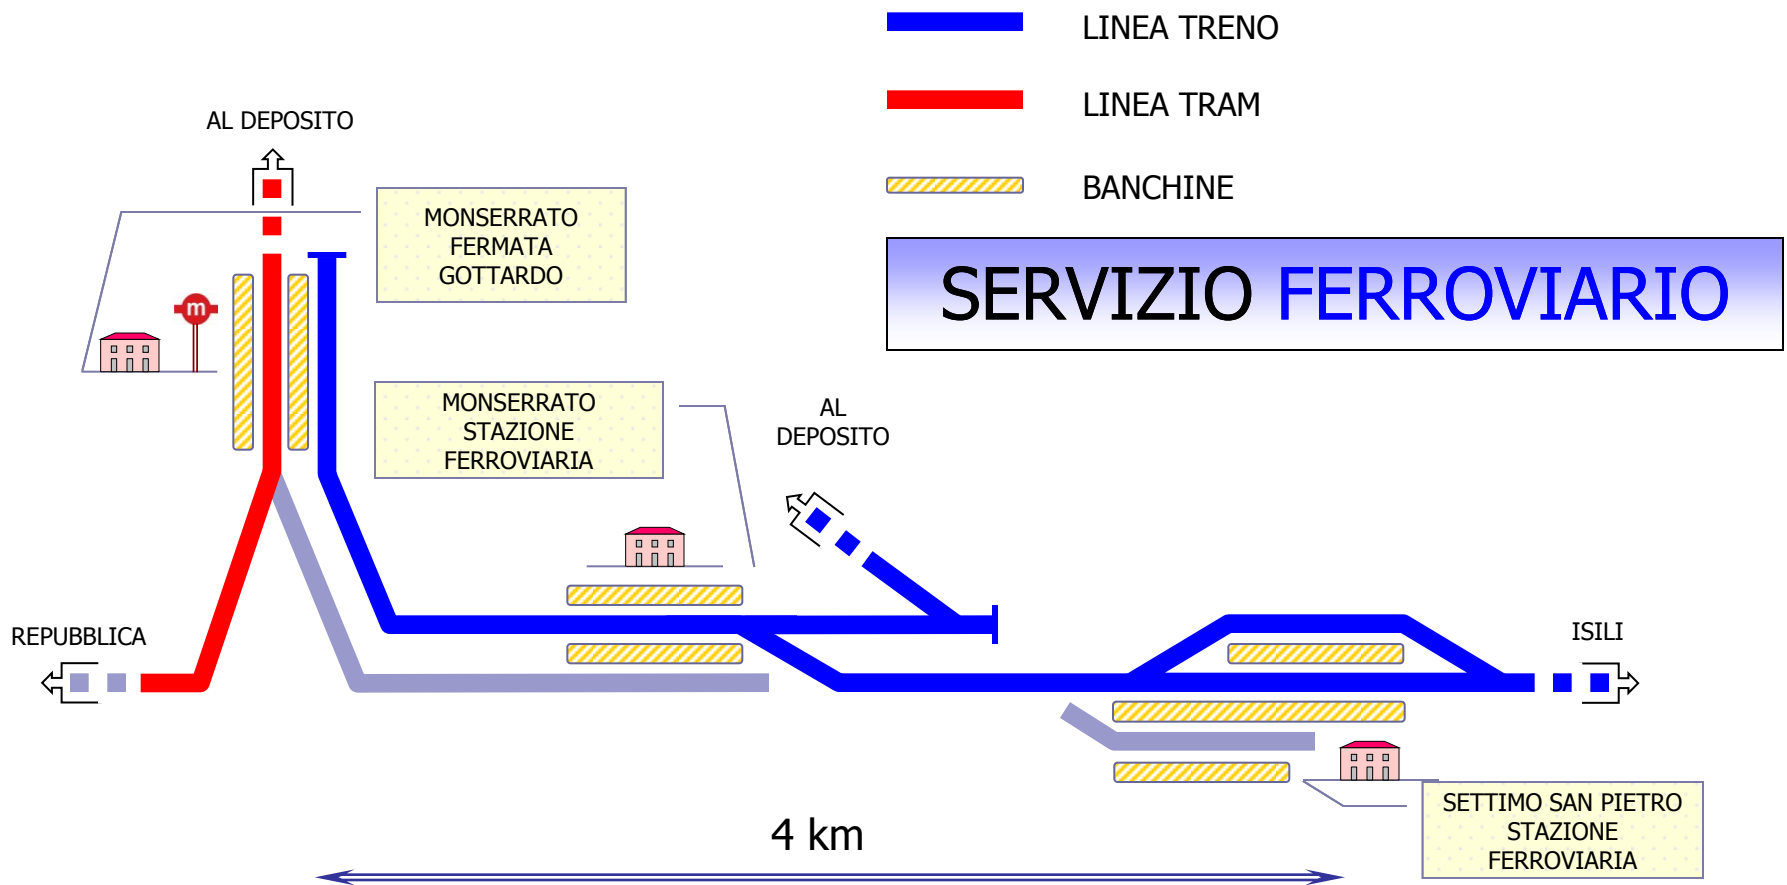 LINEA TRENO
LINEA TRAM
BANCHINE
SERVIZIO FERROVIARIO
AL DEPOSITO
MONSERRATO
FERMATA
GOTTARDO
m
MONSERRATO
STAZIONE
FERROVIARIA
AL
DEPOSITO
REPUBBLICA
ISILI
SETTIMO SAN PIETRO
STAZIONE
FERROVIARIA
4 km